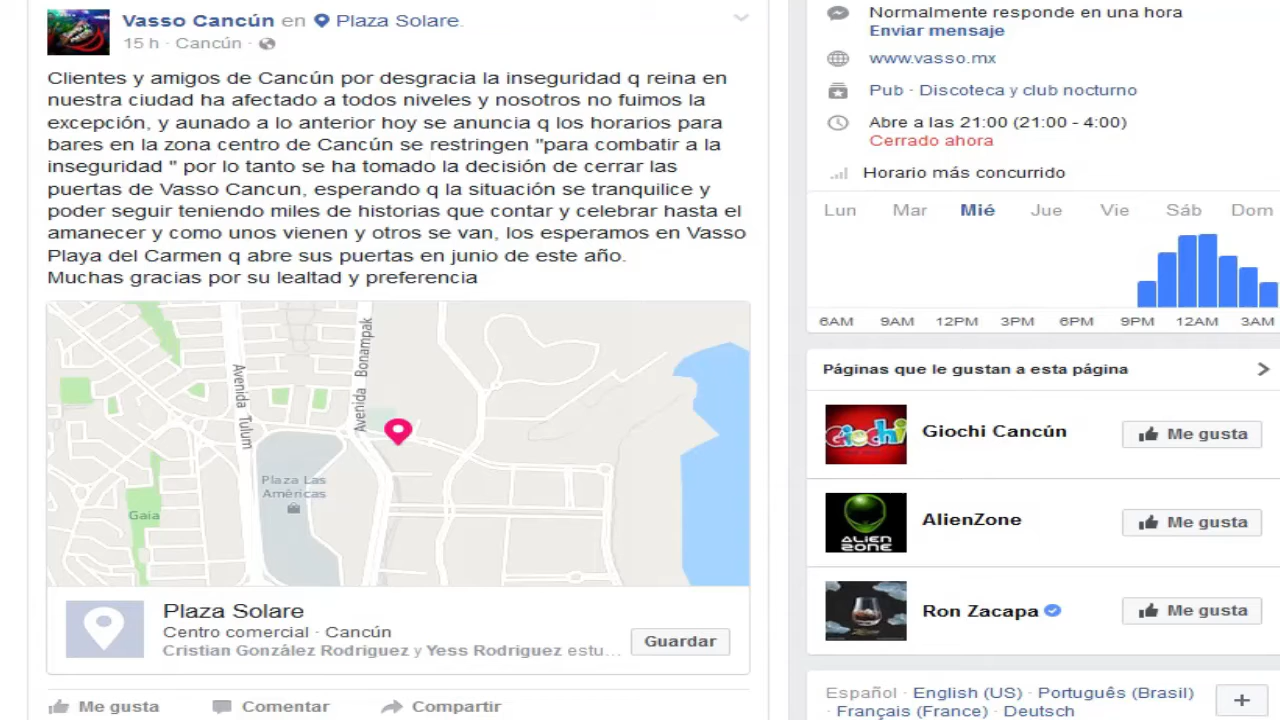 Vasso Cancún en Plaza Solare.
15 h · Cancún ·
Clientes y amigos de Cancún por desgracia la inseguridad q reina en
nuestra ciudad ha afectado a todos niveles y nosotros no fuimos la
excepción, y aunado a lo anterior hoy se anuncia q los horarios para
bares en la zona centro de Cancún se restringen "para combatir a la
inseguridad " por lo tanto se ha tomado la decisión de cerrar las
puertas de Vasso Cancun, esperando q la situación se tranquilice y
poder seguir teniendo miles de historias que contar y celebrar hasta el
amanecer y como unos vienen y otros se van, los esperamos en Vasso
Playa del Carmen q abre sus puertas en junio de este año.
Muchas gracias por su lealtad y preferencia
Avenida Tulum
Avenida Bonampak
Plaza Las
Américas
Gaia
Plaza Solare
Centro comercial · Cancún
Cristian González Rodriguez y Yess Rodriguez estu...
Guardar
Me gusta
Comentar
Compartir
Normalmente responde en una hora
Enviar mensaje
www.vasso.mx
Pub · Discoteca y club nocturno
Abre a las 21:00 (21:00 - 4:00)
Cerrado ahora
Horario más concurrido
Lun Mar Mié Jue Vie Sáb Dom
6AM 9AM 12PM 3PM 6PM 9PM 12AM 3AM
Páginas que le gustan a esta página
Giochi
Giochi Cancún
Me gusta
ALIEN
ZONE
AlienZone
Me gusta
Ron Zacapa
Me gusta
Español · English (US) · Português (Brasil)
· Français (France) · Deutsch
+